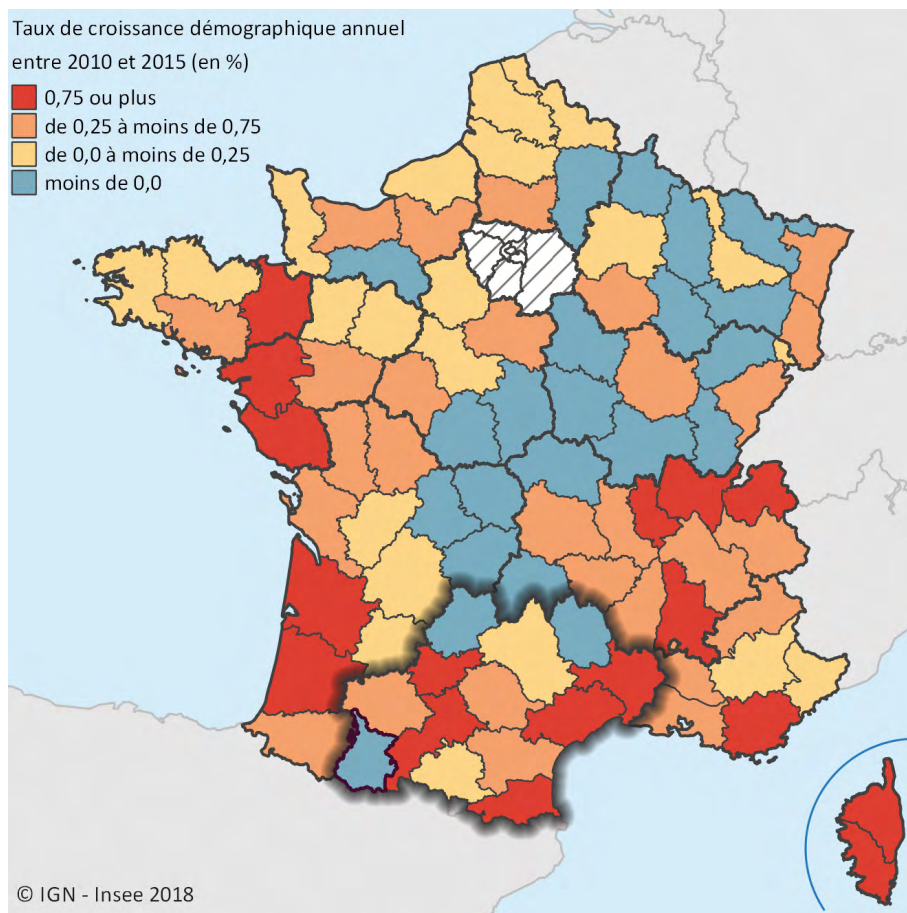 Taux de croissance démographique annuel
entre 2010 et 2015 (en %)
0,75 ou plus
de 0,25 à moins de 0,75
de 0,0 à moins de 0,25
moins de 0,0
© IGN - Insee 2018